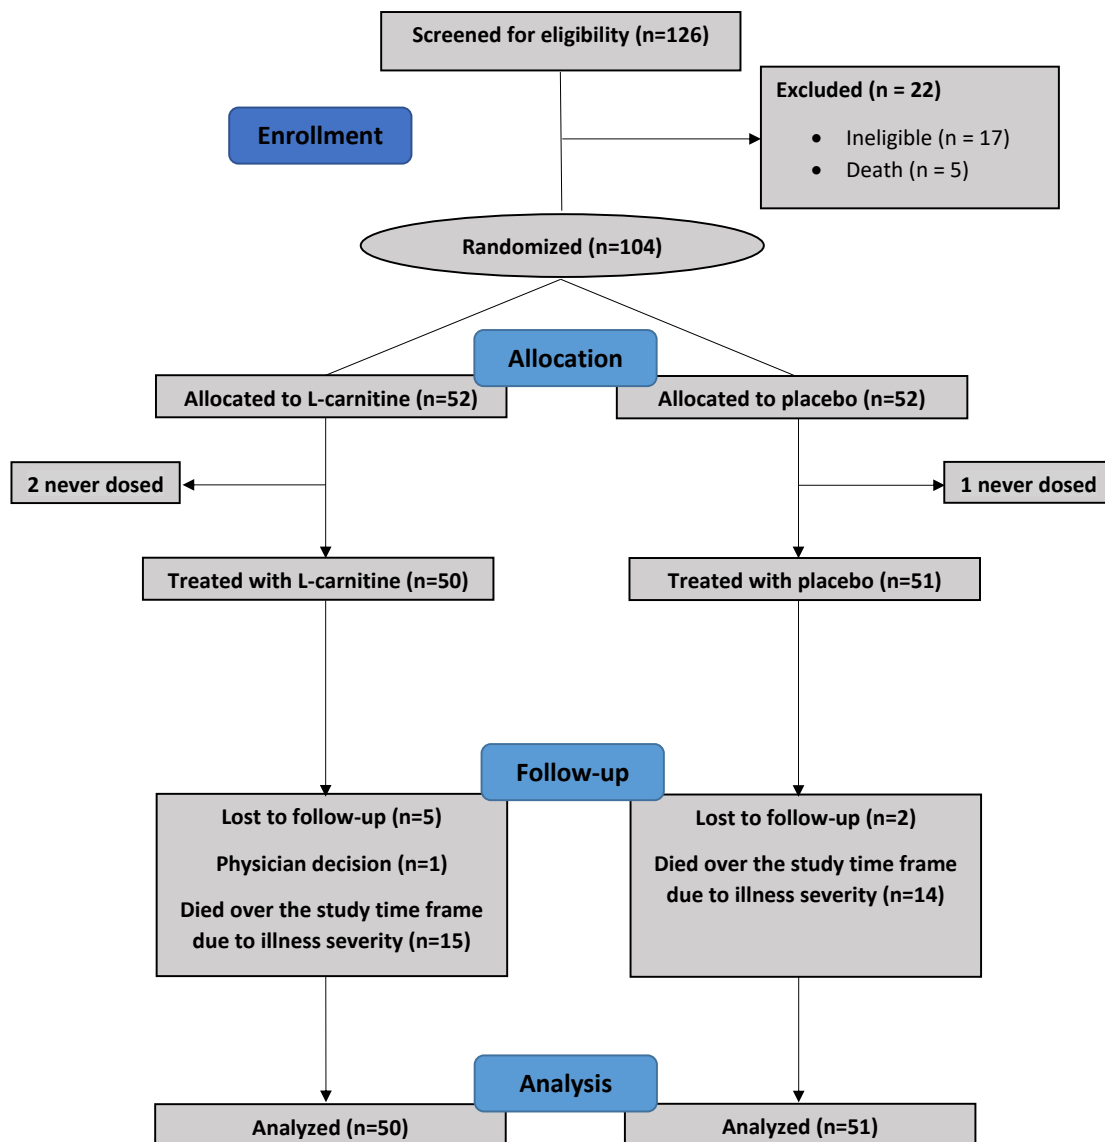 Screened for eligibility (n=126)
Excluded (n = 22)
• Ineligible (n = 17)
• Death (n = 5)
Enrollment
Randomized (n=104)
Allocation
Allocated to L-carnitine (n=52)
Allocated to placebo (n=52)
2 never dosed
1 never dosed
Treated with L-carnitine (n=50)
Treated with placebo (n=51)
Follow-up
Lost to follow-up (n=5)
Physician decision (n=1)
Died over the study time frame
due to illness severity (n=15)
Lost to follow-up (n=2)
Died over the study time frame
due to illness severity (n=14)
Analysis
Analyzed (n=50)
Analyzed (n=51)